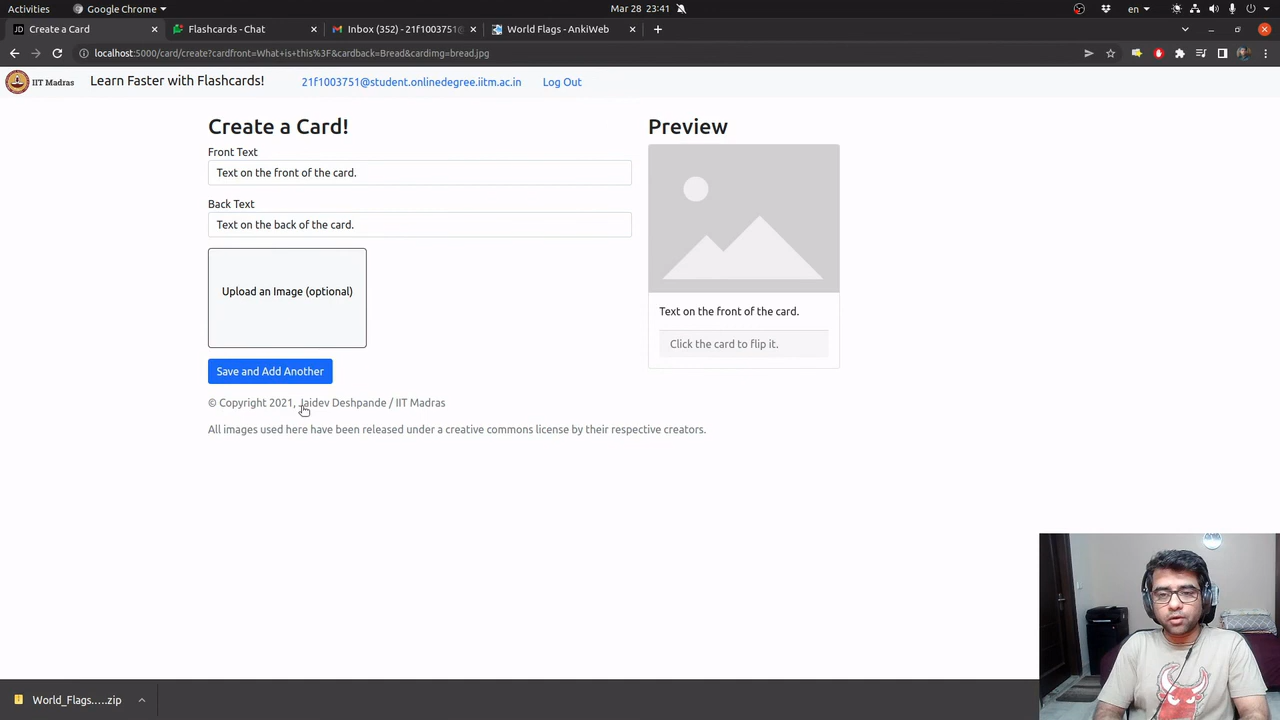 Activities
Google Chrome
Mar 28 23:41
en
Create a Card
Flashcards - Chat
Inbox (352) - 21f1003751@
World Flags - AnkiWeb
localhost:5000/card/create?cardfront=What+is+this%3F&cardback=Bread&cardimg=bread.jpg
IIT Madras
Learn Faster with Flashcards!
21f1003751@student.onlinedegree.iitm.ac.in
Log Out
Create a Card!
Front Text
Text on the front of the card.
Back Text
Text on the back of the card.
Upload an Image (optional)
Save and Add Another
Preview
Text on the front of the card.
Click the card to flip it.
© Copyright 2021, Jaidev Deshpande / IIT Madras
All images used here have been released under a creative commons license by their respective creators.
World_Flags.....zip